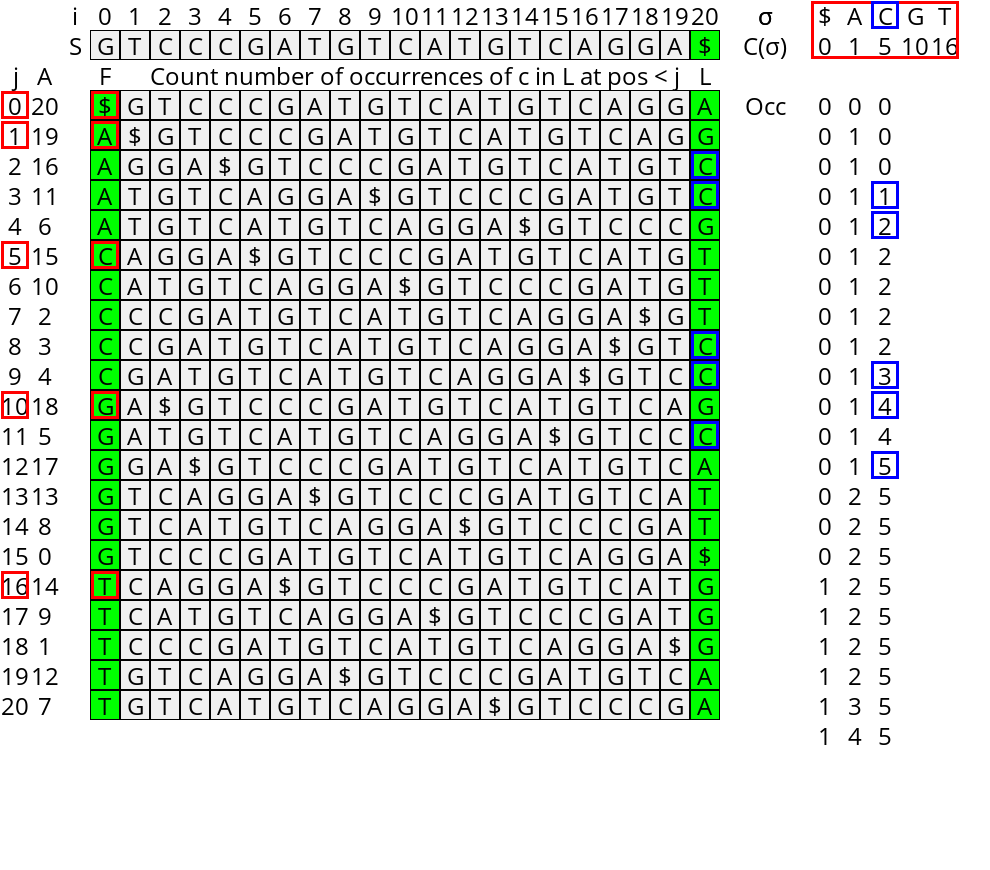 i 0 1 2 3 4 5 6 7 8 9 10 11 12 13 14 15 16 17 18 19 20 σ $ A C G T
S G T C C C G A T G T C A T G T C A G G A $ C(σ) 0 1 5 10 16
j A F Count number of occurrences of c in L at pos < j L
0 20 $ G T C C C G A T G T C A T G T C A G G A Occ 0 0 0
1 19 A $ G T C C C G A T G T C A T G T C A G G 0 1 0
2 16 A G G A $ G T C C C G A T G T C A T G T C 0 1 0
3 11 A T G T C A G G A $ G T C C C G A T G T C 0 1 1
4 6 A T G T C A T G T C A G G A $ G T C C C G 0 1 2
5 15 C A G G A $ G T C C C G A T G T C A T G T 0 1 2
6 10 C A T G T C A G G A $ G T C C C G A T G T 0 1 2
7 2 C C C G A T G T C A T G T C A G G A $ G T 0 1 2
8 3 C C G A T G T C A T G T C A G G A $ G T C 0 1 2
9 4 C G A T G T C A T G T C A G G A $ G T C C 0 1 3
10 18 G A $ G T C C C G A T G T C A T G T C A G 0 1 4
11 5 G A T G T C A T G T C A G G A $ G T C C C 0 1 4
12 17 G G A $ G T C C C G A T G T C A T G T C A 0 1 5
13 13 G T C A G G A $ G T C C C G A T G T C A T 0 2 5
14 8 G T C A T G T C A G G A $ G T C C C G A T 0 2 5
15 0 G T C C C G A T G T C A T G T C A G G A $ 0 2 5
16 14 T C A G G A $ G T C C C G A T G T C A T G 1 2 5
17 9 T C A T G T C A G G A $ G T C C C G A T G 1 2 5
18 1 T C C C G A T G T C A T G T C A G G A $ G 1 2 5
19 12 T G T C A G G A $ G T C C C G A T G T C A 1 2 5
20 7 T G T C A T G T C A G G A $ G T C C C G A 1 3 5
1 4 5